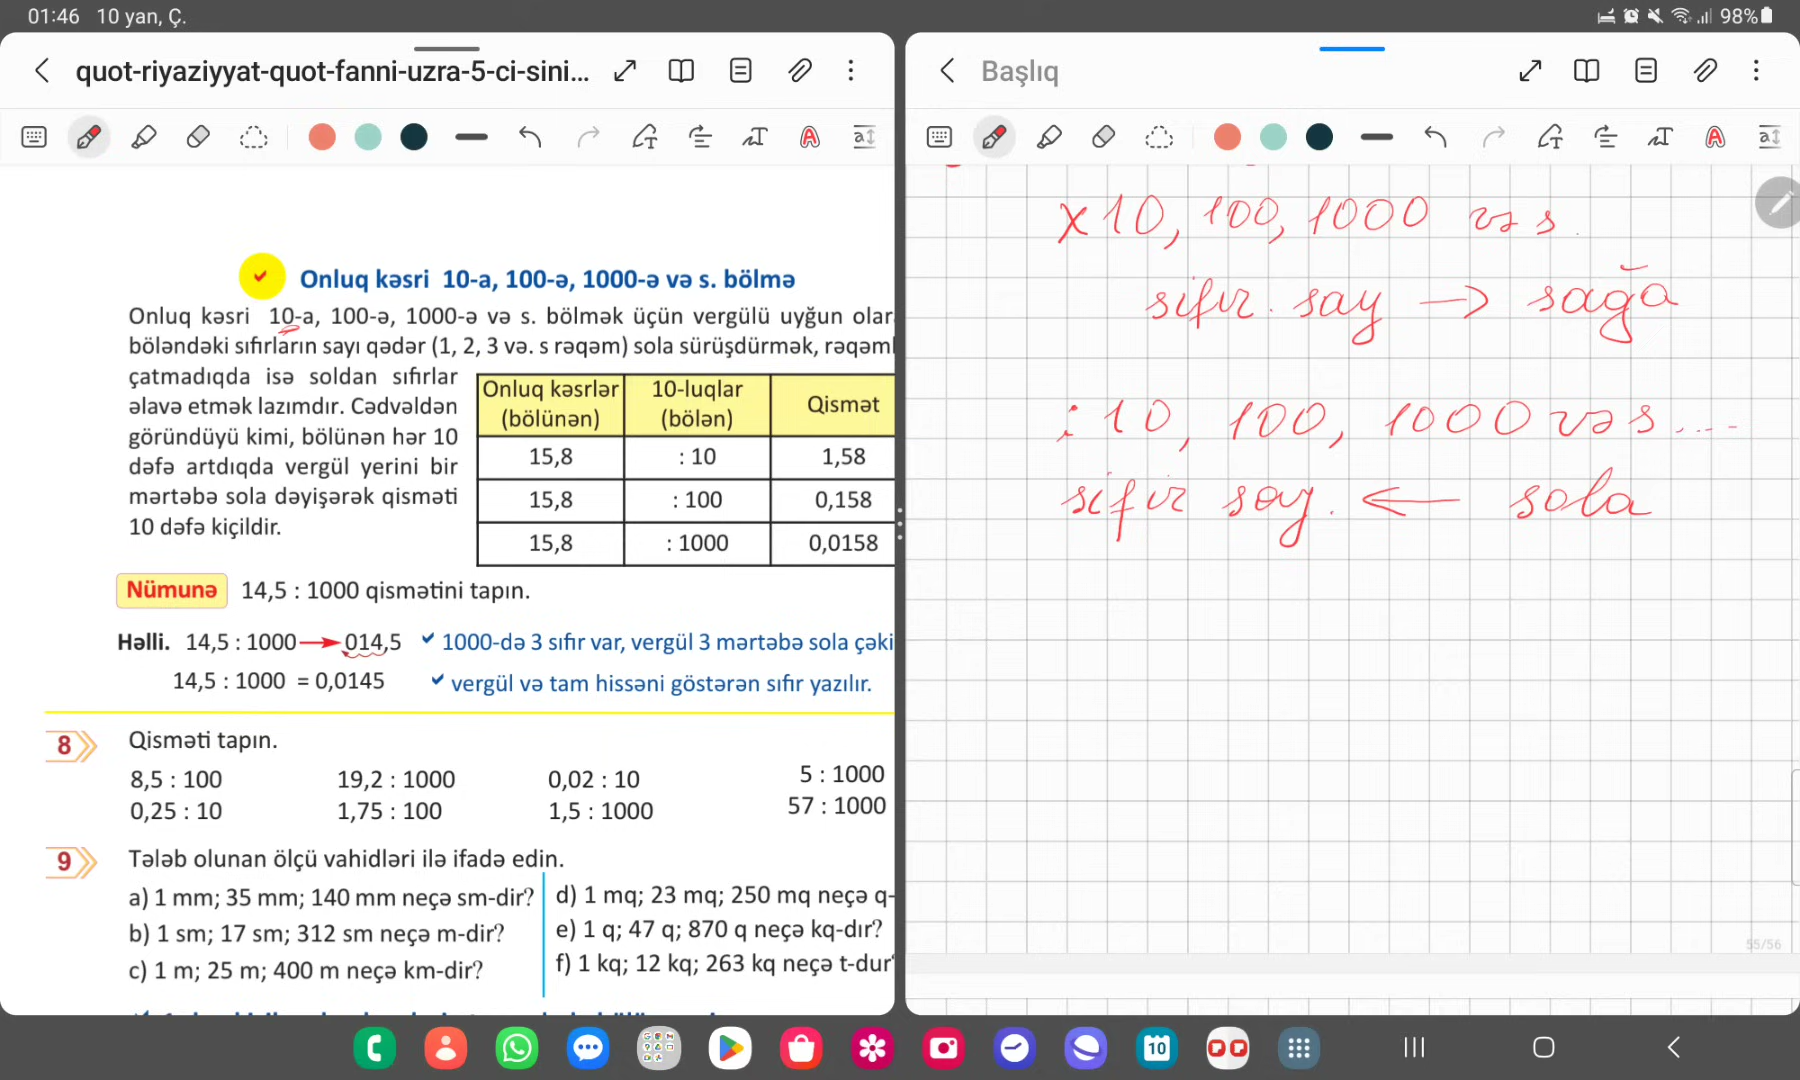 01:46 10 yan, Ç.
98%
quot-riyaziyyat-quot-fanni-uzra-5-ci-sini...
Onluq kəsri 10-a, 100-ə, 1000-ə və s. bölmə
Onluq kəsri 10-a, 100-ə, 1000-ə və s. bölmək üçün vergülü uyğun olar
böləndəki sıfırların sayı qədər (1, 2, 3 və. s rəqəm) sola sürüşdürmək, rəqəml
çatmadıqda isə soldan sıfırlar
əlavə etmək lazımdır. Cədvəldən
göründüyü kimi, bölünən hər 10
dəfə artdıqda vergül yerini bir
mərtəbə sola dəyişərək qisməti
10 dəfə kiçildir.
Onluq kəsrlər (bölünən) 10-luqlar (bölən) Qismət
15,8 : 10 1,58
15,8 : 100 0,158
15,8 : 1000 0,0158
Nümunə 14,5 : 1000 qismətini tapın.
Həlli. 14,5 : 1000 → 014,5 ✓ 1000-də 3 sıfır var, vergül 3 mərtəbə sola çəki
14,5 : 1000 = 0,0145 ✓ vergül və tam hissəni göstərən sıfır yazılır.
8 Qisməti tapın.
8,5 : 100 19,2 : 1000 0,02 : 10 5 : 1000
0,25 : 10 1,75 : 100 1,5 : 1000 57 : 1000
9 Tələb olunan ölçü vahidləri ilə ifadə edin.
a) 1 mm; 35 mm; 140 mm neçə sm-dir?
b) 1 sm; 17 sm; 312 sm neçə m-dir?
c) 1 m; 25 m; 400 m neçə km-dir?
d) 1 mq; 23 mq; 250 mq neçə q-
e) 1 q; 47 q; 870 q neçə kq-dır?
f) 1 kq; 12 kq; 263 kq neçə t-dur
Başlıq
x 10, 100, 1000 və s.
sıfır. say → sağa
: 10, 100, 1000 və s....
sıfır say. ← sola
55/56
10